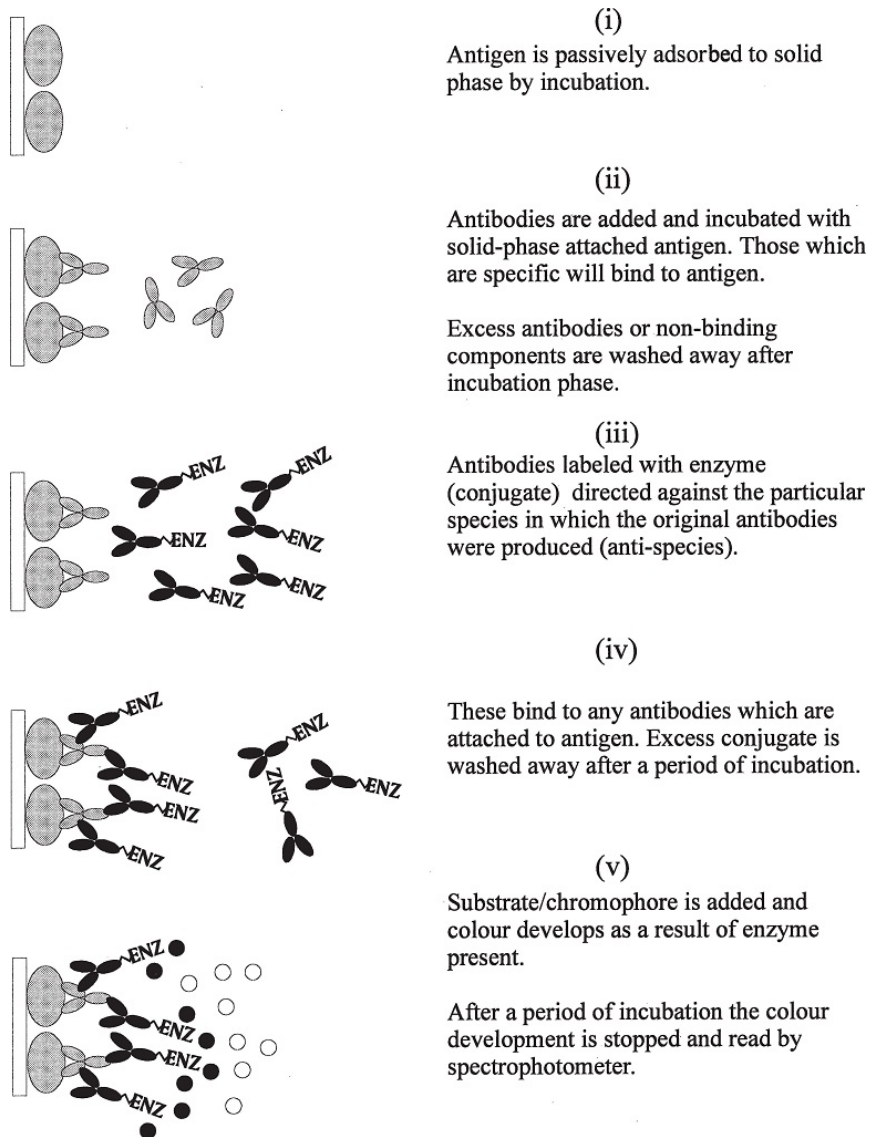 (i)
Antigen is passively adsorbed to solid
phase by incubation.
(ii)
Antibodies are added and incubated with
solid-phase attached antigen. Those which
are specific will bind to antigen.
Excess antibodies or non-binding
components are washed away after
incubation phase.
(iii)
ENZ
ENZ
ENZ
ENZ
ENZ
ENZ
Antibodies labeled with enzyme
(conjugate)  directed against the particular
species in which the original antibodies
were produced (anti-species).
(iv)
ENZ
ENZ
ENZ
ENZ
ENZ
ENZ
ENZ
These bind to any antibodies which are
attached to antigen. Excess conjugate is
washed away after a period of incubation.
(v)
ENZ
ENZ
ENZ
ENZ
Substrate/chromophore is added and
colour develops as a result of enzyme
present.
After a period of incubation the colour
development is stopped and read by
spectrophotometer.